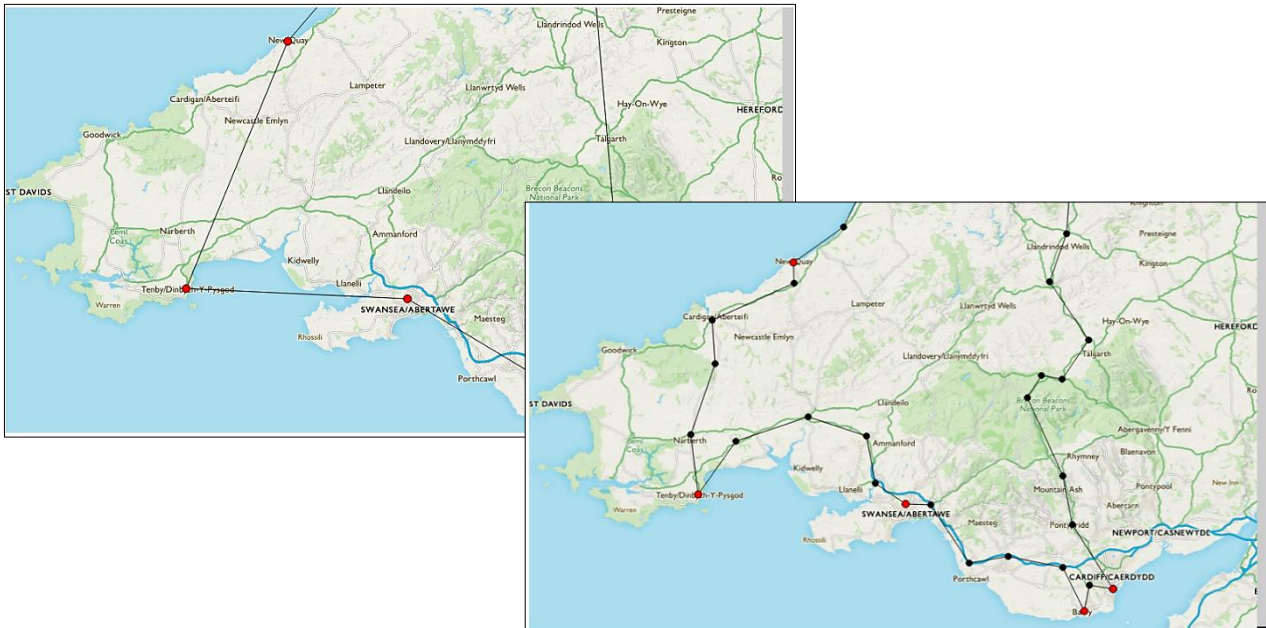 Presteigne
Llandrindod Wells
New Quay
Kington
Lampeter
Llanwrtyd Wells
Cardigan/Aberteifi
Hay-On-Wye
HEREFORD
Newcastle Emlyn
Goodwick
Llandovery/Llanymddyfri
Talgarth
ST DAVIDS
Llandeilo
Brecon Beacons
National Park
Ro
Narberth
Ammanford
Kidwelly
Tenby/Dinbych-Y-Pysgod
Llanelli
Warren
SWANSEA/ABERTAWE
Maesteg
Rhossili
Porthcawl
Knighton
Presteigne
Llandrindod Wells
New Quay
Kington
Lampeter
Llanwrtyd Wells
Cardigan/Aberteifi
Hay-On-Wye
HEREFORD
Newcastle Emlyn
Goodwick
Llandovery/Llanymddyfri
Talgarth
ST DAVIDS
Llandeilo
Brecon Beacons
National Park
Ro
Abergavenny/Y Fenni
Narberth
Ammanford
Rhymney
Blaenavon
Kidwelly
Tenby/Dinbych-Y-Pysgod
Llanelli
Mountain Ash
Pontypool
New Inn
Warren
SWANSEA/ABERTAWE
Abercarn
Maesteg
Pontypridd
NEWPORT/CASNEWYDD
Rhossili
Porthcawl
CARDIFF/CAERDYDD
Barry